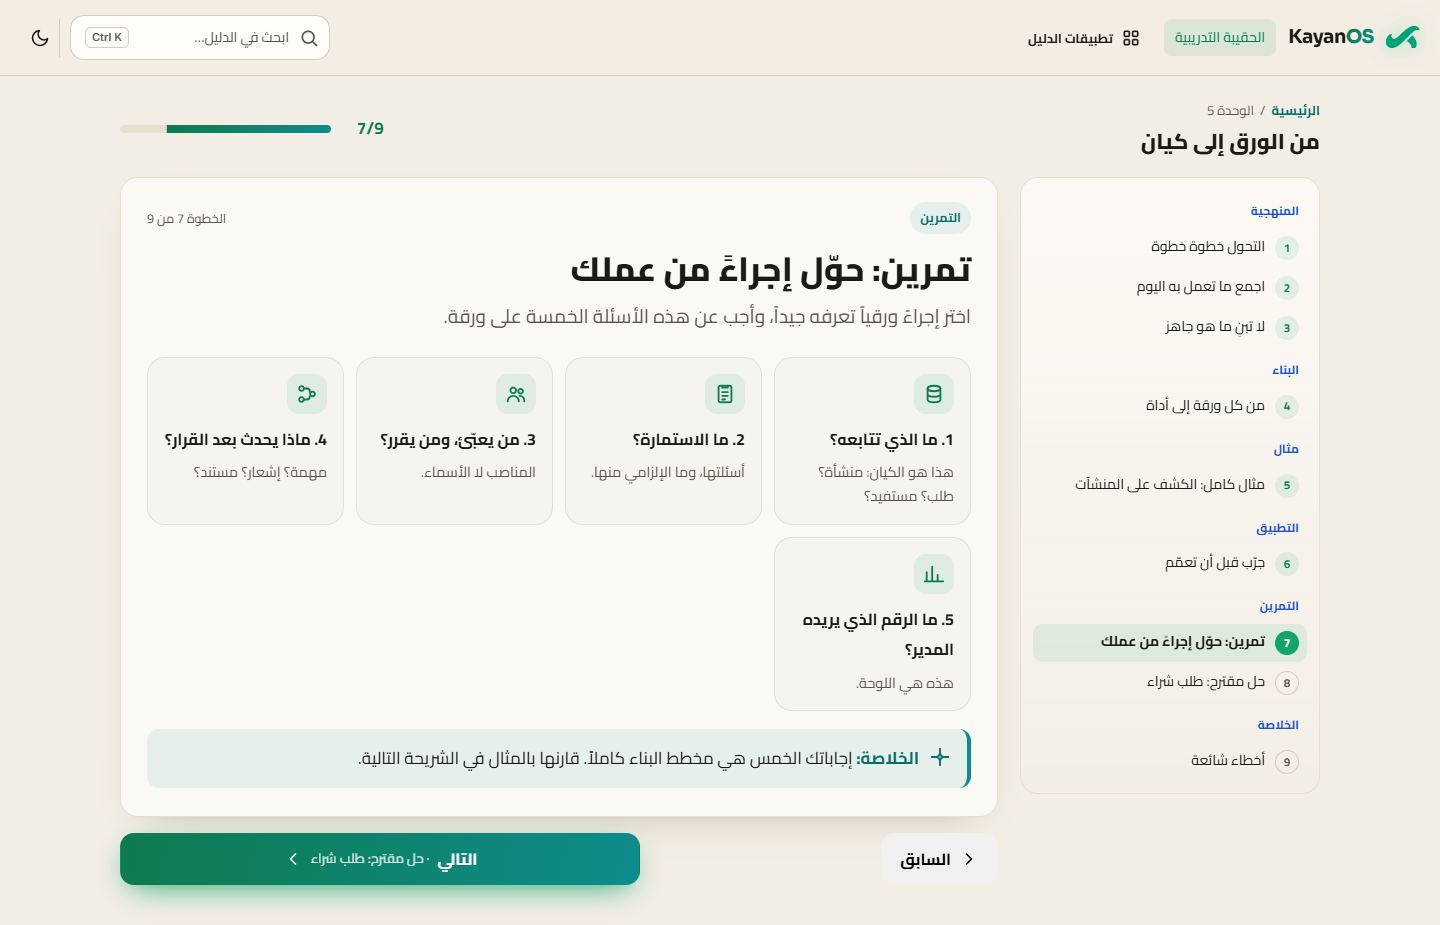 KayanOS
الحقيبة التدريبية
تطبيقات الدليل
ابحث في الدليل...
Ctrl K
الرئيسية / الوحدة 5
من الورق إلى كيان
7/9
المنهجية
1 التحول خطوة خطوة
2 اجمع ما تعمل به اليوم
3 لا تبنِ ما هو جاهز
البناء
4 من كل ورقة إلى أداة
مثال
5 مثال كامل: الكشف على المنشآت
التطبيق
6 جرّب قبل أن تعمّم
التمرين
7 تمرين: حوّل إجراءً من عملك
8 حل مقترح: طلب شراء
الخلاصة
9 أخطاء شائعة
التمرين
الخطوة 7 من 9
تمرين: حوّل إجراءً من عملك
اختر إجراءً ورقياً تعرفه جيداً، وأجب عن هذه الأسئلة الخمسة على ورقة.
1. ما الذي تتابعه؟
هذا هو الكيان: منشأة؟
طلب؟ مستفيد؟
2. ما الاستمارة؟
أسئلتها، وما الإلزامي منها.
3. من يعبّئ، ومن يقرر؟
المناصب لا الأسماء.
4. ماذا يحدث بعد القرار؟
مهمة؟ إشعار؟ مستند؟
5. ما الرقم الذي يريده
المدير؟
هذه هي اللوحة.
الخلاصة: إجاباتك الخمس هي مخطط البناء كاملاً. قارنها بالمثال في الشريحة التالية.
السابق
التالي · حل مقترح: طلب شراء